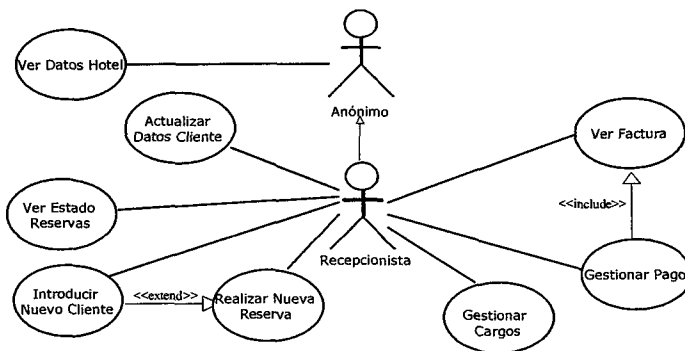 Ver Datos Hotel
Anónimo
Actualizar
Datos Cliente
Ver Factura
Ver Estado
Reservas
<<include>>
Recepcionista
Introducir
Nuevo Cliente
<<extend>>
Realizar Nueva
Reserva
Gestionar
Cargos
Gestionar Pago